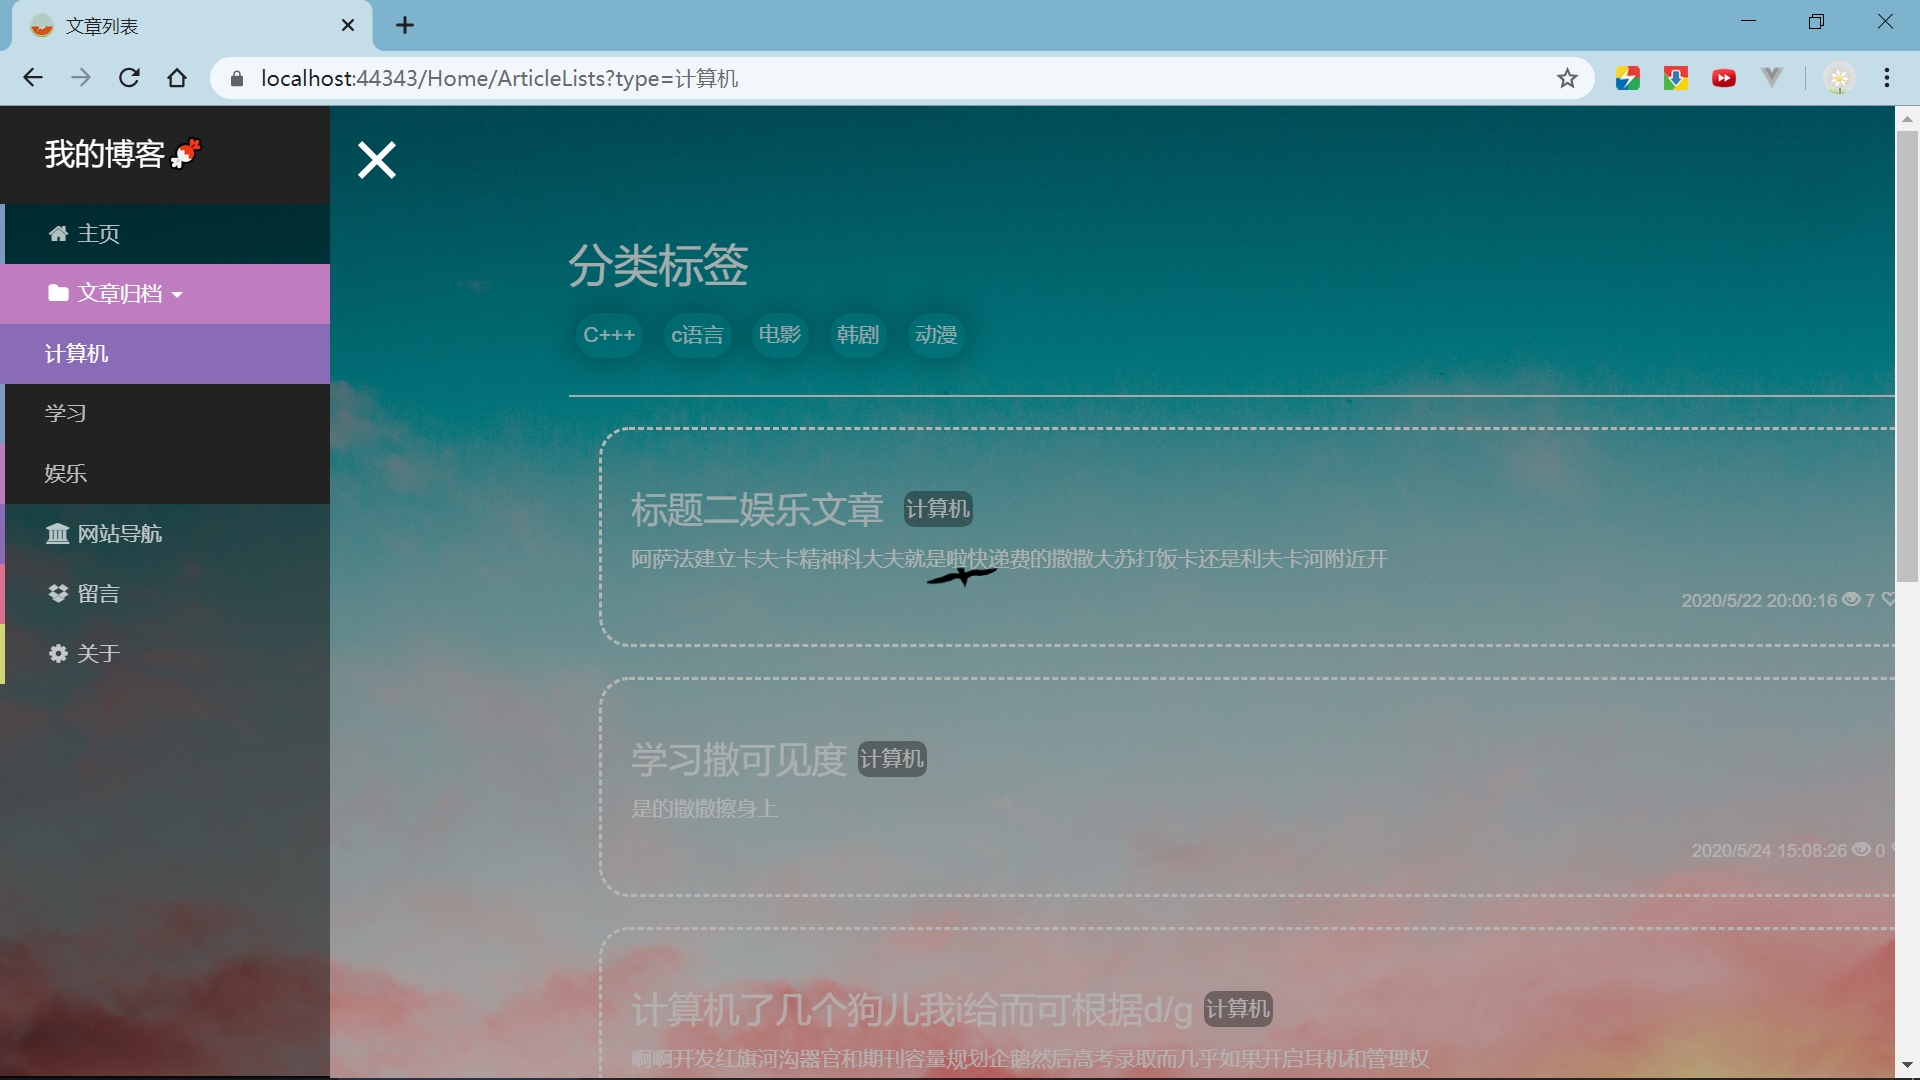 文章列表
localhost:44343/Home/ArticleLists?type=计算机
我的博客
主页
文章归档
计算机
学习
娱乐
网站导航
留言
关于
分类标签
C+++ c语言 电影 韩剧 动漫
标题二娱乐文章 计算机
阿萨法建立卡夫卡精神科大夫就是啦快递费的撒撒大苏打饭卡还是利夫卡河附近开
2020/5/22 20:00:16 7
学习撒可见度 计算机
是的撒撒擦身上
2020/5/24 15:08:26 0
计算机了几个狗儿我i给而可根据d/g 计算机
啊啊开发红旗河沟器官和期刊容量规划企鹅然后高考录取而几乎如果开启耳机和管理权